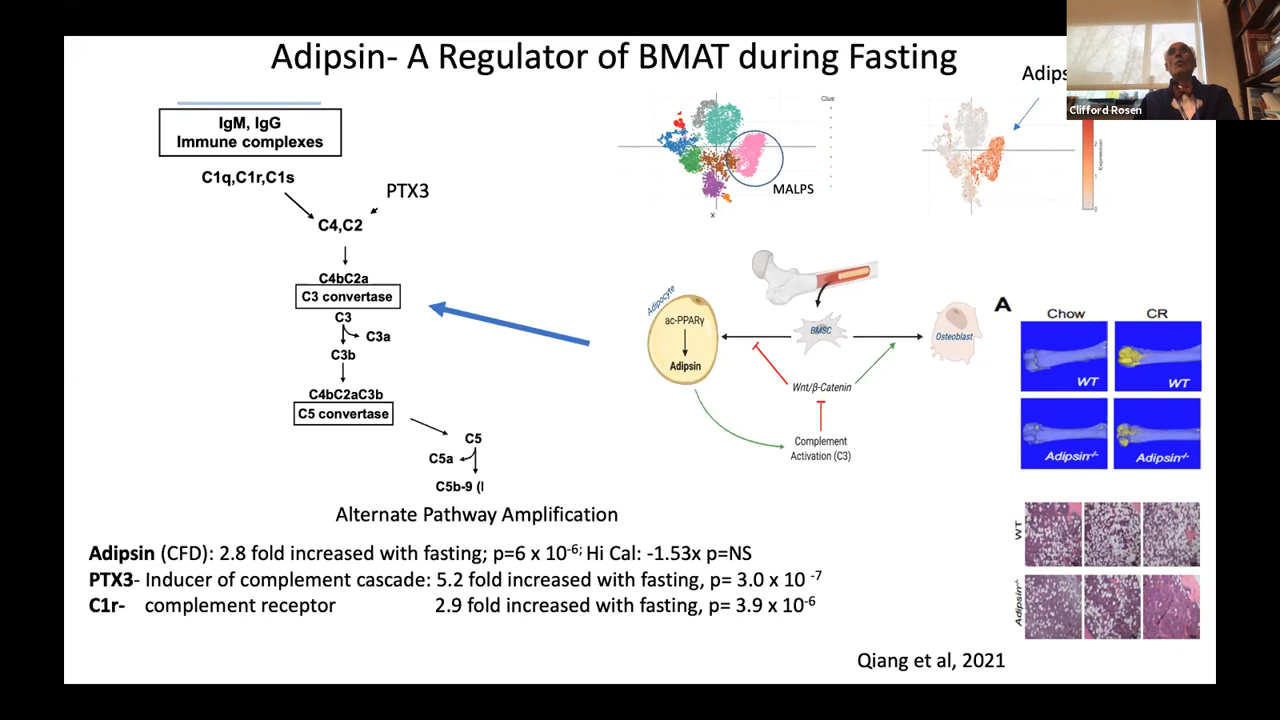 Adipsin- A Regulator of BMAT during Fasting
Clifford Rosen
IgM, IgG
Immune complexes
C1q,C1r,C1s
PTX3
C4,C2
C4bC2a
C3 convertase
C3
C3a
C3b
C4bC2aC3b
C5 convertase
C5
C5a
C5b-9 (
Alternate Pathway Amplification
Clus
MALPS
X
Adips
Expression
Adipocyte
ac-PPARγ
Adipsin
BMSC
Osteoblast
Wnt/β-Catenin
Complement
Activation (C3)
A
Chow
CR
WT
WT
Adipsin-/-
Adipsin-/-
WT
Adipsin-/-
Adipsin (CFD): 2.8 fold increased with fasting; p=6 x 10-6; Hi Cal: -1.53x p=NS
PTX3- Inducer of complement cascade: 5.2 fold increased with fasting, p= 3.0 x 10 -7
C1r- complement receptor 2.9 fold increased with fasting, p= 3.9 x 10-6
Qiang et al, 2021